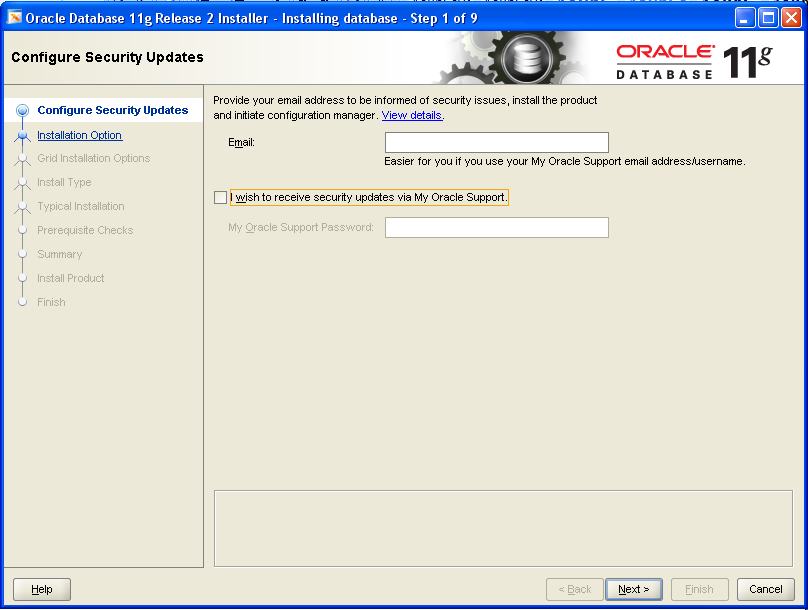 Oracle Database 11g Release 2 Installer - Installing database - Step 1 of 9
Configure Security Updates
ORACLE
DATABASE
11g
Configure Security Updates
Installation Option
Grid Installation Options
Install Type
Typical Installation
Prerequisite Checks
Summary
Install Product
Finish
Provide your email address to be informed of security issues, install the product
and initiate configuration manager. View details.
Email:
Easier for you if you use your My Oracle Support email address/username.
I wish to receive security updates via My Oracle Support.
My Oracle Support Password:
Help
< Back
Next >
Finish
Cancel